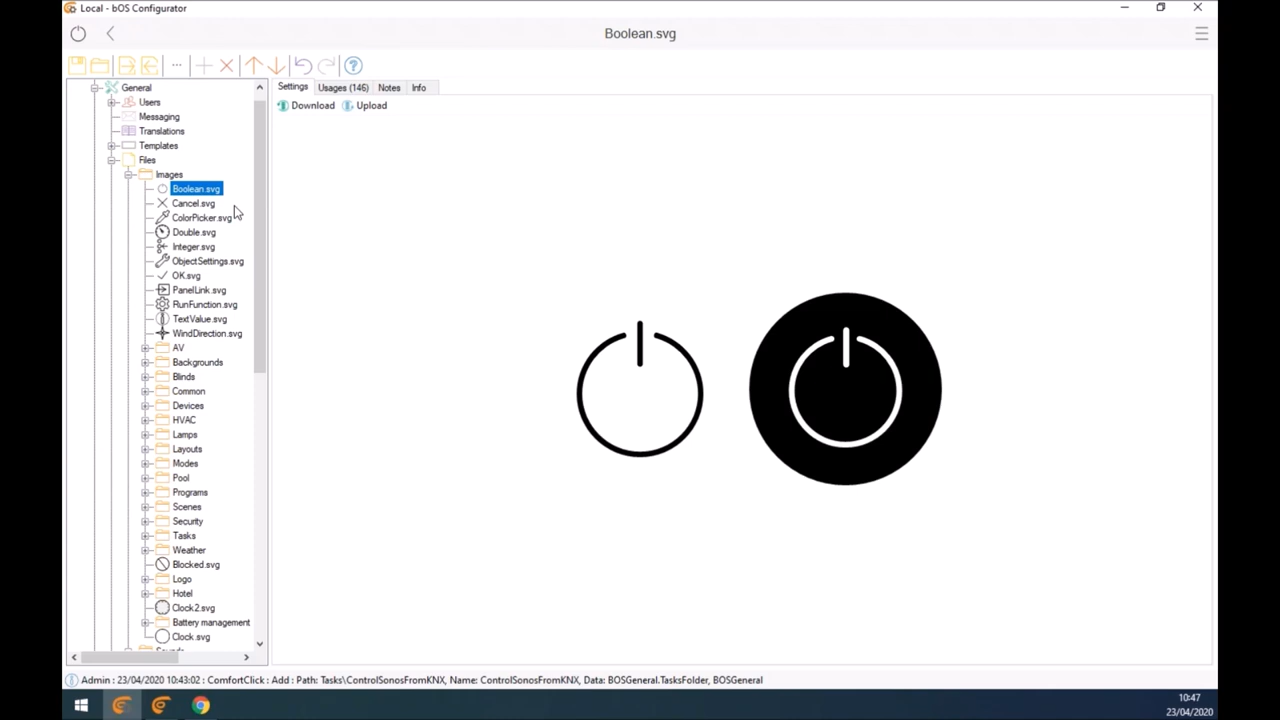 Local - bOS Configurator
Boolean.svg
General
Users
Messaging
Translations
Templates
Files
Images
Boolean.svg
Cancel.svg
ColorPicker.svg
Double.svg
Integer.svg
ObjectSettings.svg
OK.svg
PanelLink.svg
RunFunction.svg
TextValue.svg
WindDirection.svg
AV
Backgrounds
Blinds
Common
Devices
HVAC
Lamps
Layouts
Modes
Pool
Programs
Scenes
Security
Tasks
Weather
Blocked.svg
Logo
Hotel
Clock2.svg
Battery management
Clock.svg
Settings Usages (146) Notes Info
Download Upload
Admin : 23/04/2020 10:43:02 : ComfortClick : Add : Path: Tasks\ControlSonosFromKNX, Name: ControlSonosFromKNX, Data: BOSGeneral.TasksFolder, BOSGeneral
10:47
23/04/2020